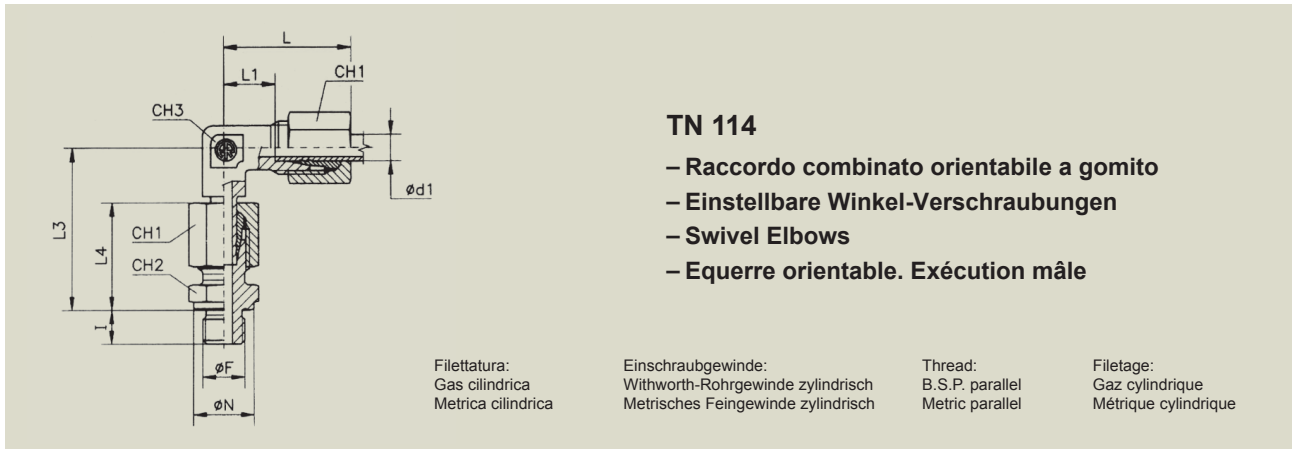 L
L1
CH1
CH3
Ød1
L3
L4
CH1
CH2
I
ØF
ØN
TN 114
– Raccordo combinato orientabile a gomito
– Einstellbare Winkel-Verschraubungen
– Swivel Elbows
– Equerre orientable. Exécution mâle
Filettatura:
Gas cilindrica
Metrica cilindrica
Einschraubgewinde:
Withworth-Rohrgewinde zylindrisch
Metrisches Feingewinde zylindrisch
Thread:
B.S.P. parallel
Metric parallel
Filetage:
Gaz cylindrique
Métrique cylindrique